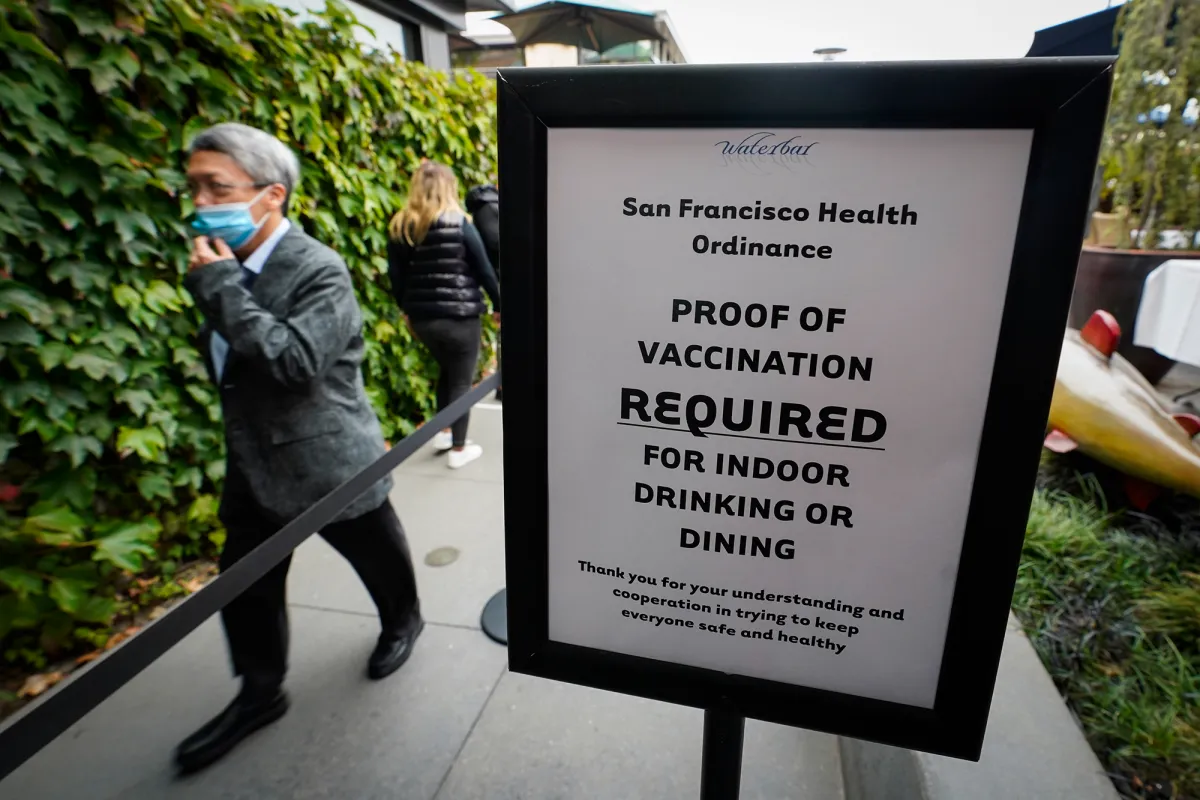 waterbar
San Francisco Health
Ordinance
PROOF OF
VACCINATION
REQUIRED
FOR INDOOR
DRINKING OR
DINING
Thank you for your understanding and
cooperation in trying to keep
everyone safe and healthy